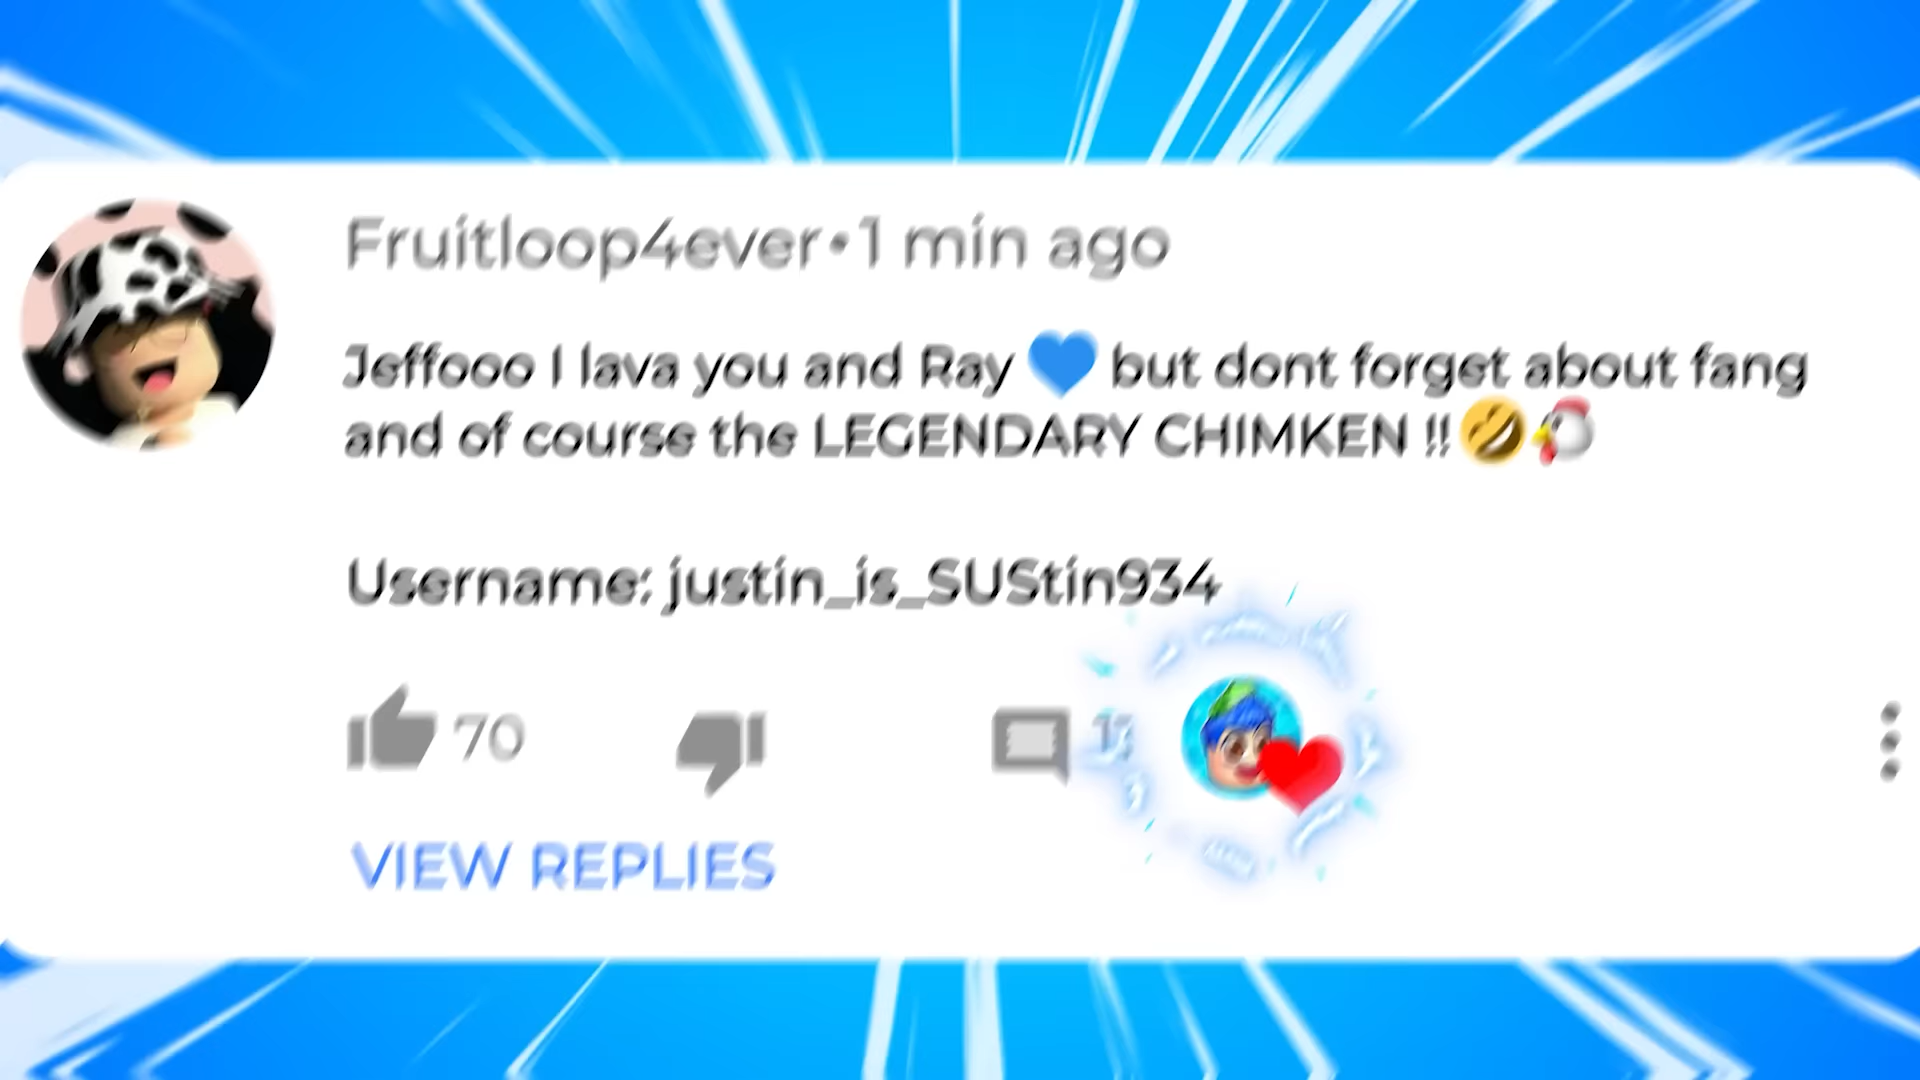 Fruitloop4ever•1 min ago
Jeffooo I lava you and Ray 💙 but dont forget about fang
and of course the LEGENDARY CHIMKEN !!🤣🐔
Username: justin_is_SUStin934
70
VIEW REPLIES